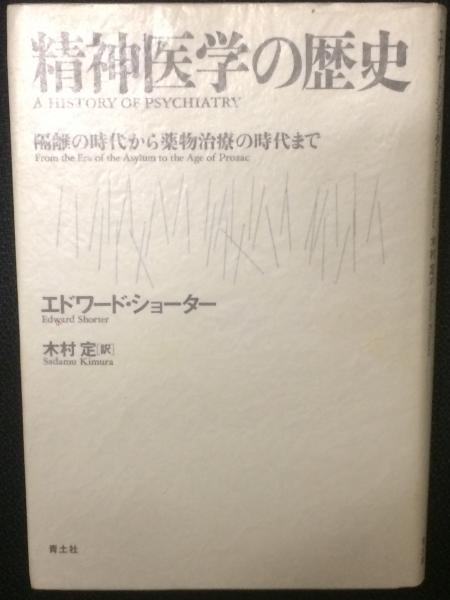 精神医学の歴史
A HISTORY OF PSYCHIATRY
隔離の時代から薬物治療の時代まで
From the Era of the Asylum to the Age of Prozac
エドワード・ショーター
Edward Shorter
木村 定[訳]
Sadamu Kimura
青土社